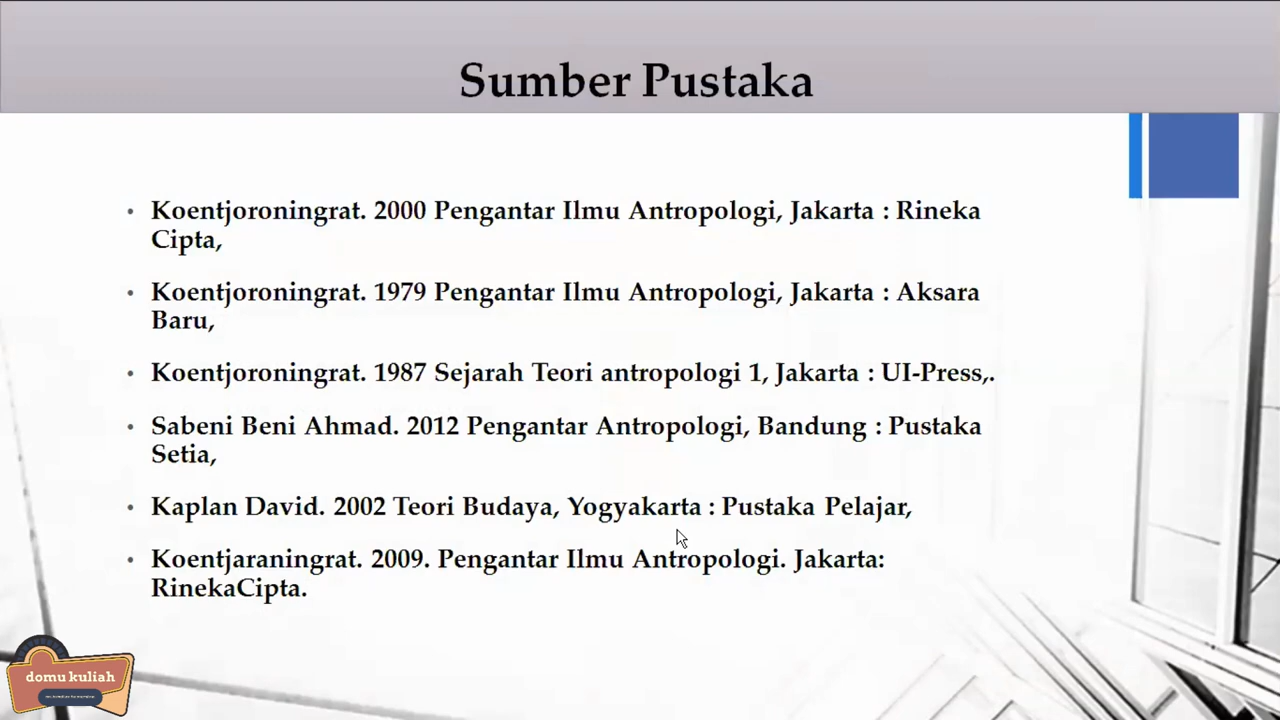 Sumber Pustaka
• Koentjoroningrat. 2000 Pengantar Ilmu Antropologi, Jakarta : Rineka
Cipta,
• Koentjoroningrat. 1979 Pengantar Ilmu Antropologi, Jakarta : Aksara
Baru,
• Koentjoroningrat. 1987 Sejarah Teori antropologi 1, Jakarta : UI-Press,.
• Sabeni Beni Ahmad. 2012 Pengantar Antropologi, Bandung : Pustaka
Setia,
• Kaplan David. 2002 Teori Budaya, Yogyakarta : Pustaka Pelajar,
• Koentjaraningrat. 2009. Pengantar Ilmu Antropologi. Jakarta:
RinekaCipta.
domu kuliah